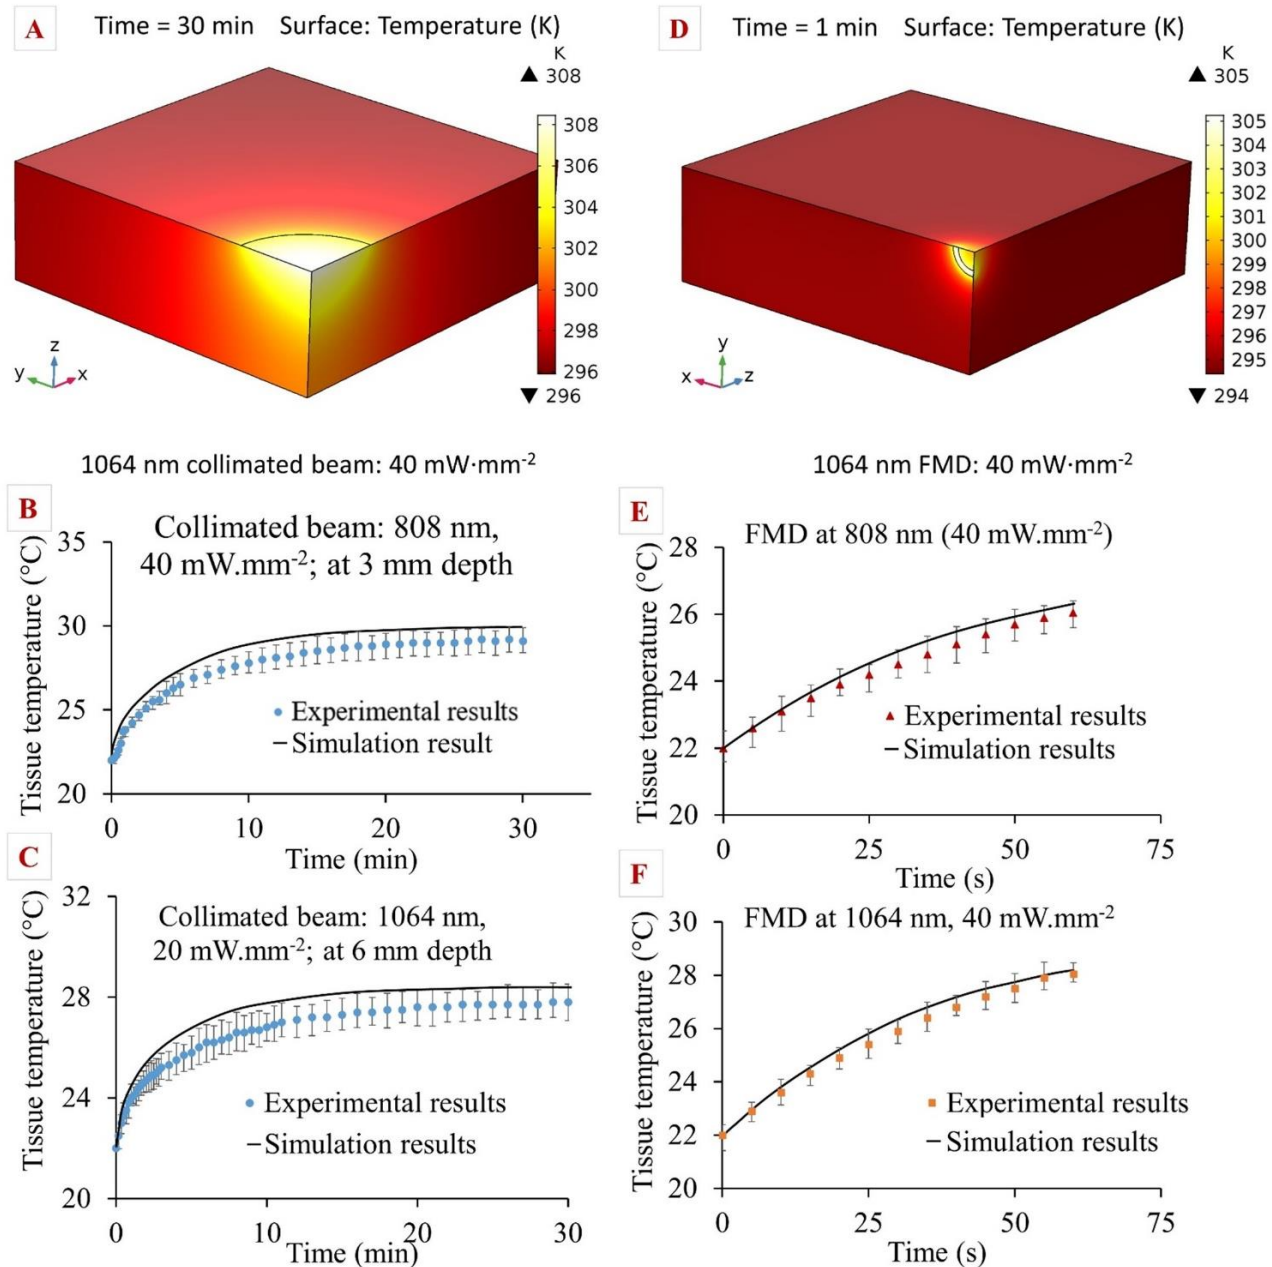 A
Time = 30 min Surface: Temperature (K)
K
▲ 308
308
306
304
302
300
298
296
▼ 296
z
y
x
1064 nm collimated beam: 40 mW·mm-2
D
Time = 1 min Surface: Temperature (K)
K
▲ 305
305
304
303
302
301
300
299
298
297
296
295
▼ 294
y
x
z
1064 nm FMD: 40 mW·mm-2
B
Collimated beam: 808 nm,
40 mW.mm-2; at 3 mm depth
Tissue temperature (°C)
35
30
25
20
Experimental results
Simulation result
0 10 20 30
Time (min)
C
Collimated beam: 1064 nm,
20 mW.mm-2; at 6 mm depth
Tissue temperature (°C)
32
28
24
20
Experimental results
Simulation results
0 10 20 30
Time (min)
E
FMD at 808 nm (40 mW.mm-2)
Tissue temperature (°C)
28
26
24
22
20
Experimental results
Simulation results
0 25 50 75
Time (s)
F
FMD at 1064 nm, 40 mW.mm-2
Tissue temperature (°C)
30
28
26
24
22
20
Experimental results
Simulation results
0 25 50 75
Time (s)